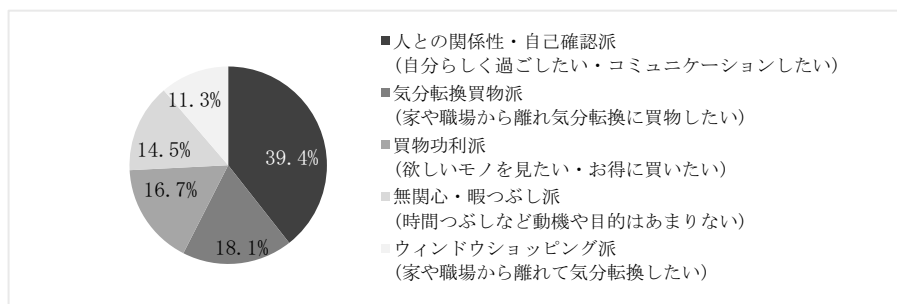 39.4%
18.1%
16.7%
14.5%
11.3%
■人との関係性・自己確認派
(自分らしく過ごしたい・コミュニケーションしたい)
■気分転換買物派
(家や職場から離れ気分転換に買物したい)
■買物功利派
(欲しいモノを見たい・お得に買いたい)
■無関心・暇つぶし派
(時間つぶしなど動機や目的はあまりない)
■ウィンドウショッピング派
(家や職場から離れて気分転換したい)